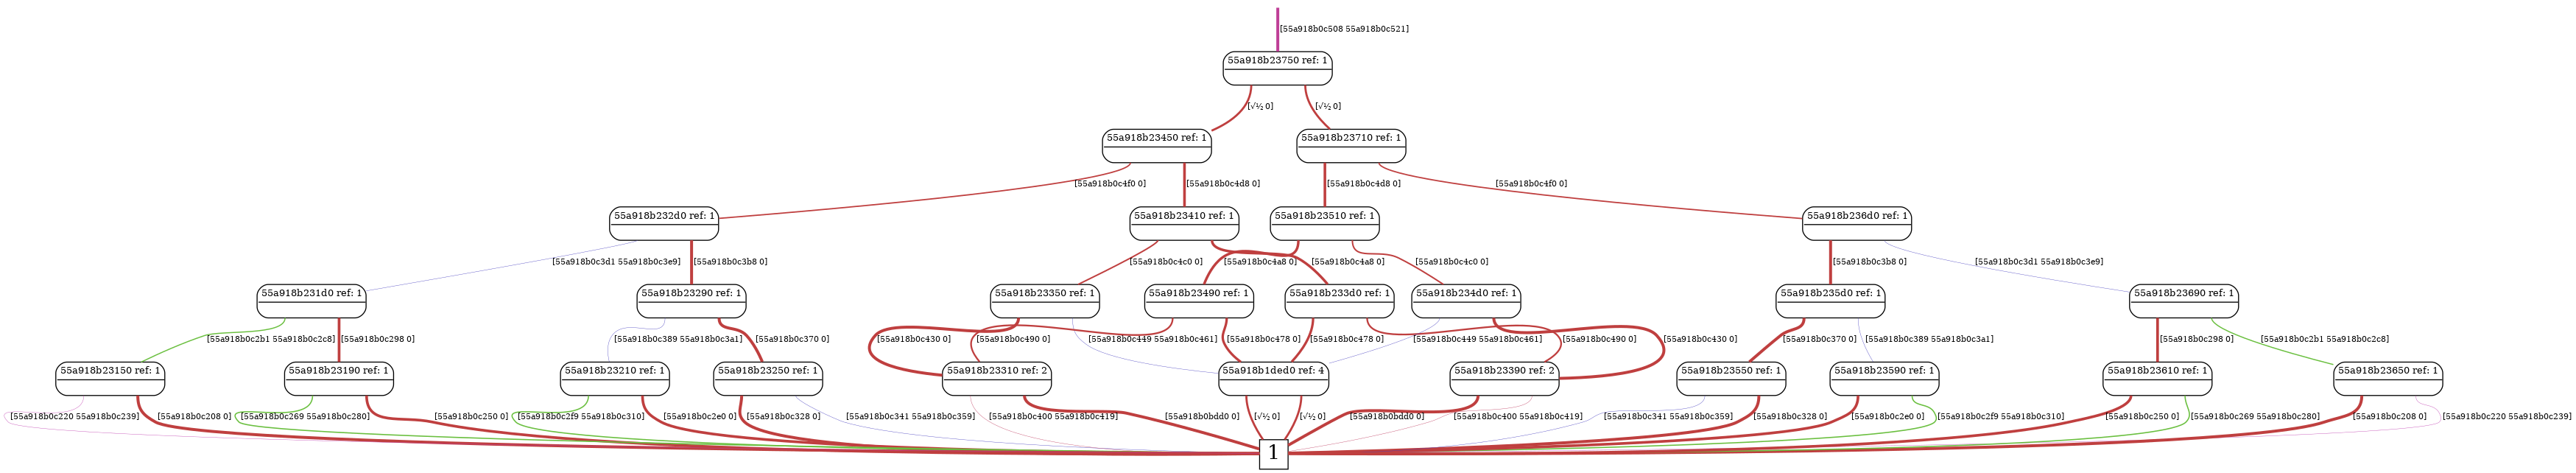 [55a918b0c508 55a918b0c521]
55a918b23750 ref: 1
[√½ 0] [√½ 0]
55a918b23450 ref: 1 55a918b23710 ref: 1
[55a918b0c4f0 0] [55a918b0c4d8 0] [55a918b0c4d8 0] [55a918b0c4f0 0]
55a918b232d0 ref: 1 55a918b23410 ref: 1 55a918b23510 ref: 1 55a918b236d0 ref: 1
[55a918b0c3d1 55a918b0c3e9] [55a918b0c3b8 0] [55a918b0c4c0 0] [55a918b0c4a8 0] [55a918b0c4a8 0] [55a918b0c4c0 0] [55a918b0c3b8 0] [55a918b0c3d1 55a918b0c3e9]
55a918b231d0 ref: 1 55a918b23290 ref: 1 55a918b23350 ref: 1 55a918b23490 ref: 1 55a918b233d0 ref: 1 55a918b234d0 ref: 1 55a918b235d0 ref: 1 55a918b23690 ref: 1
[55a918b0c2b1 55a918b0c2c8] [55a918b0c298 0] [55a918b0c389 55a918b0c3a1] [55a918b0c370 0] [55a918b0c430 0] [55a918b0c490 0] [55a918b0c449 55a918b0c461] [55a918b0c478 0] [55a918b0c478 0] [55a918b0c449 55a918b0c461] [55a918b0c490 0] [55a918b0c430 0] [55a918b0c370 0] [55a918b0c389 55a918b0c3a1] [55a918b0c298 0] [55a918b0c2b1 55a918b0c2c8]
55a918b23150 ref: 1 55a918b23190 ref: 1 55a918b23210 ref: 1 55a918b23250 ref: 1 55a918b23310 ref: 2 55a918b1ded0 ref: 4 55a918b23390 ref: 2 55a918b23550 ref: 1 55a918b23590 ref: 1 55a918b23610 ref: 1 55a918b23650 ref: 1
[55a918b0c220 55a918b0c239] [55a918b0c208 0] [55a918b0c269 55a918b0c280] [55a918b0c250 0] [55a918b0c2f9 55a918b0c310] [55a918b0c2e0 0] [55a918b0c328 0] [55a918b0c341 55a918b0c359] [55a918b0c400 55a918b0c419] [55a918b0bdd0 0] [√½ 0] [√½ 0] [55a918b0bdd0 0] [55a918b0c400 55a918b0c419] [55a918b0c341 55a918b0c359] [55a918b0c328 0] [55a918b0c2e0 0] [55a918b0c2f9 55a918b0c310] [55a918b0c250 0] [55a918b0c269 55a918b0c280] [55a918b0c208 0] [55a918b0c220 55a918b0c239]
1